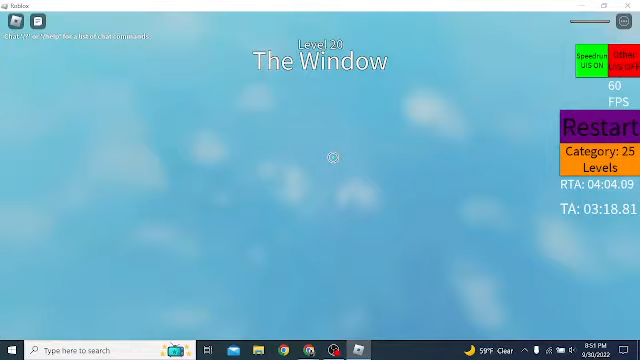 Roblox
Chat '/?' or '/help' for a list of chat commands.
Level 20
The Window
Speedrun
UIS ON
Other
UIS OFF
60
FPS
Restart
Category: 25
Levels
RTA: 04:04.09
TA: 03:18.81
Type here to search
59°F Clear
8:51 PM
9/30/2022